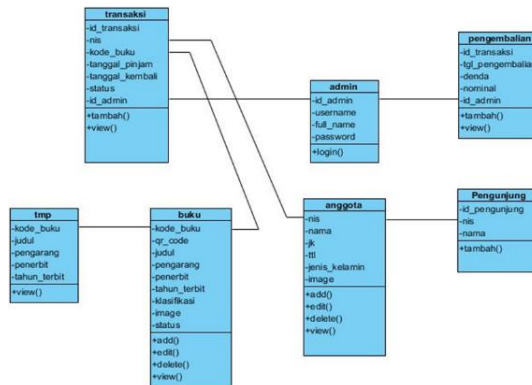 transaksi
-id_transaksi
-nis
-kode_buku
-tanggal_pinjam
-tanggal_kembali
-status
-id_admin
+tambah()
+view()
admin
-id_admin
-username
-full_name
-password
+login()
pengembalian
-id_transaksi
-tgl_pengembalian
-denda
-nominal
-id_admin
+tambah()
+view()
tmp
-kode_buku
-judul
-pengarang
-penerbit
-tahun_terbit
+view()
buku
-kode_buku
-qr_code
-judul
-pengarang
-penerbit
-tahun_terbit
-klasifikasi
-image
-status
+add()
+edit()
+delete()
+view()
anggota
-nis
-nama
-jk
-ttl
-jenis_kelamin
-image
+add()
+edit()
+delete()
+view()
Pengunjung
-id_pengunjung
-nis
-nama
+tambah()